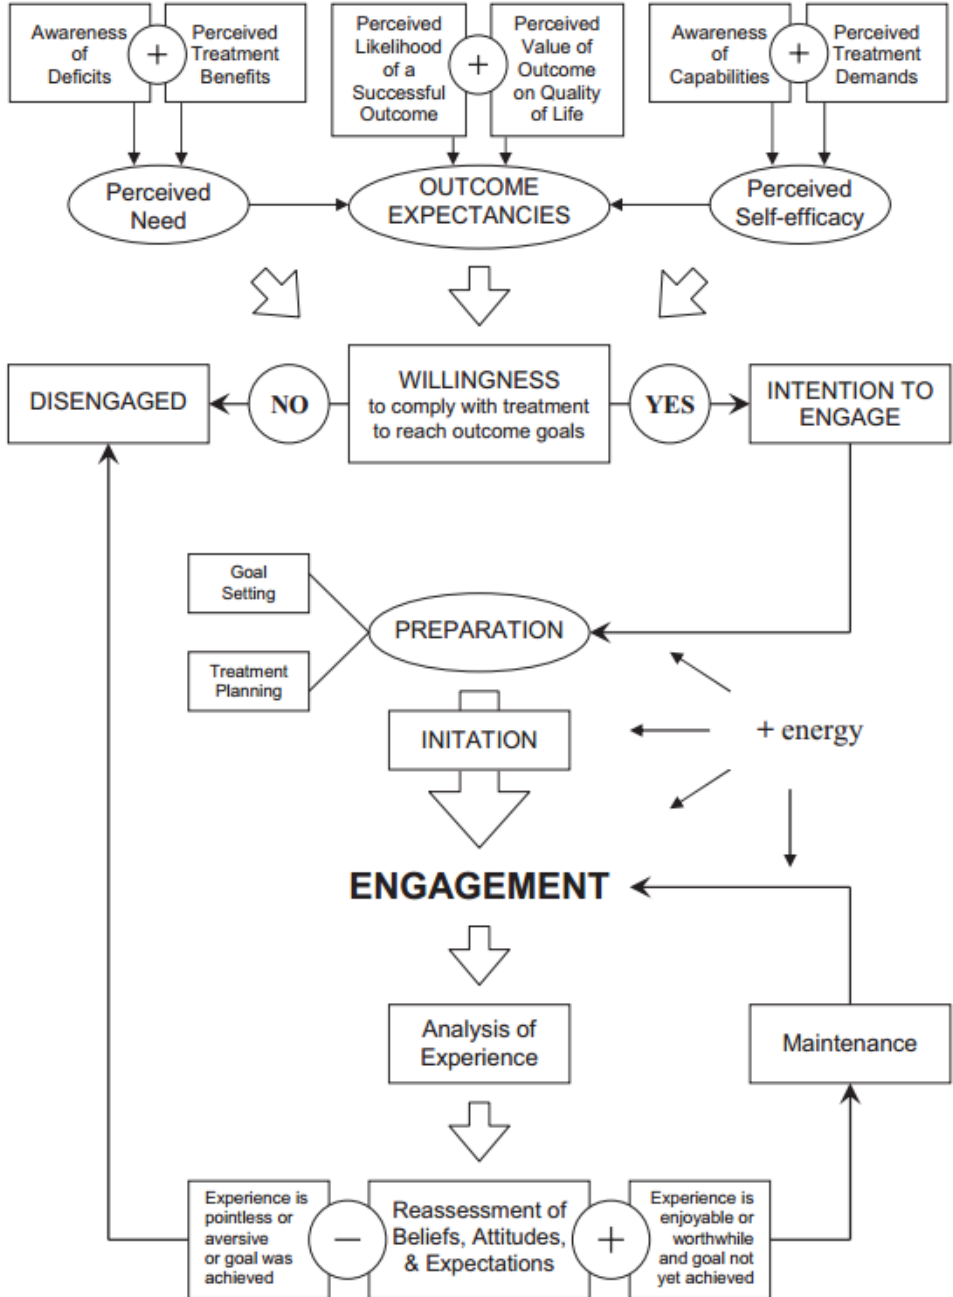 Awareness
of
Deficits
+
Perceived
Treatment
Benefits
Perceived
Likelihood
of a
Successful
Outcome
+
Perceived
Value of
Outcome
on Quality
of Life
Awareness
of
Capabilities
+
Perceived
Treatment
Demands
Perceived
Need
OUTCOME
EXPECTANCIES
Perceived
Self-efficacy
DISENGAGED
NO
WILLINGNESS
to comply with treatment
to reach outcome goals
YES
INTENTION TO
ENGAGE
Goal
Setting
PREPARATION
Treatment
Planning
INITATION
+ energy
ENGAGEMENT
Analysis of
Experience
Maintenance
Experience is
pointless or
aversive
or goal was
achieved
−
Reassessment of
Beliefs, Attitudes,
& Expectations
+
Experience is
enjoyable or
worthwhile
and goal not
yet achieved